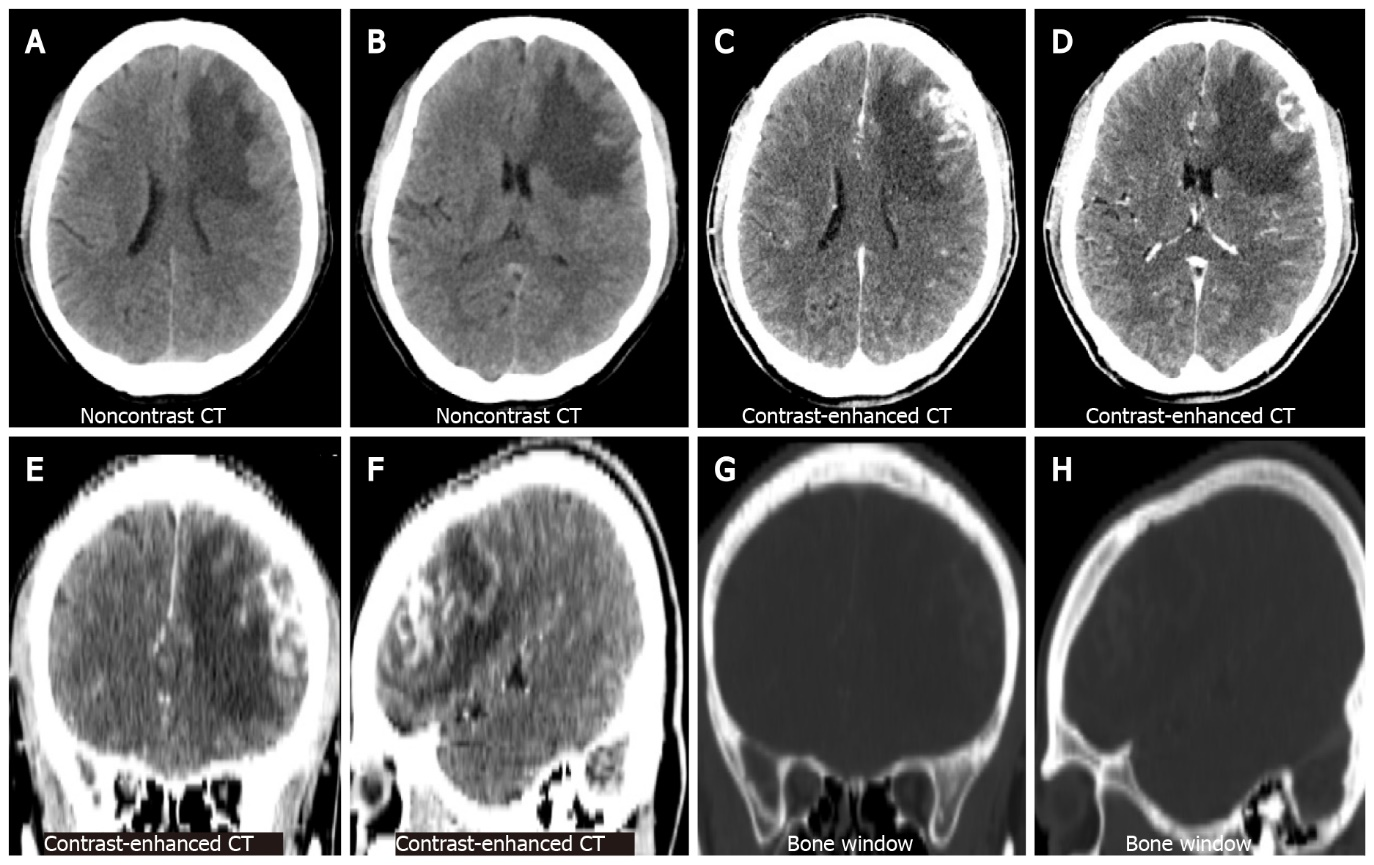 A
B
C
D
Noncontrast CT
Noncontrast CT
Contrast-enhanced CT
Contrast-enhanced CT
E
F
G
H
Contrast-enhanced CT
Contrast-enhanced CT
Bone window
Bone window